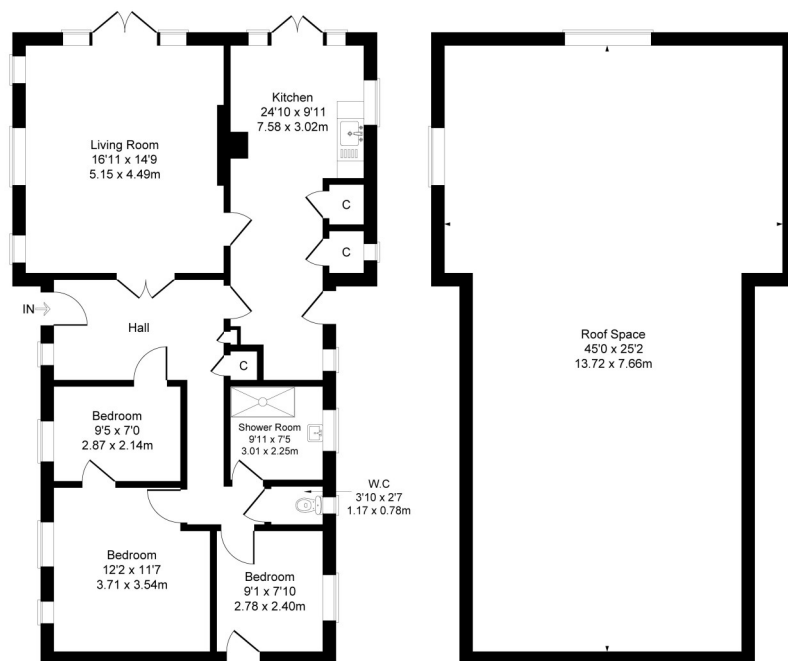 Living Room
16'11 x 14'9
5.15 x 4.49m
Kitchen
24'10 x 9'11
7.58 x 3.02m
C
C
IN
Hall
C
Bedroom
9'5 x 7'0
2.87 x 2.14m
Shower Room
9'11 x 7'5
3.01 x 2.25m
W.C
3'10 x 2'7
1.17 x 0.78m
Bedroom
12'2 x 11'7
3.71 x 3.54m
Bedroom
9'1 x 7'10
2.78 x 2.40m
Roof Space
45'0 x 25'2
13.72 x 7.66m